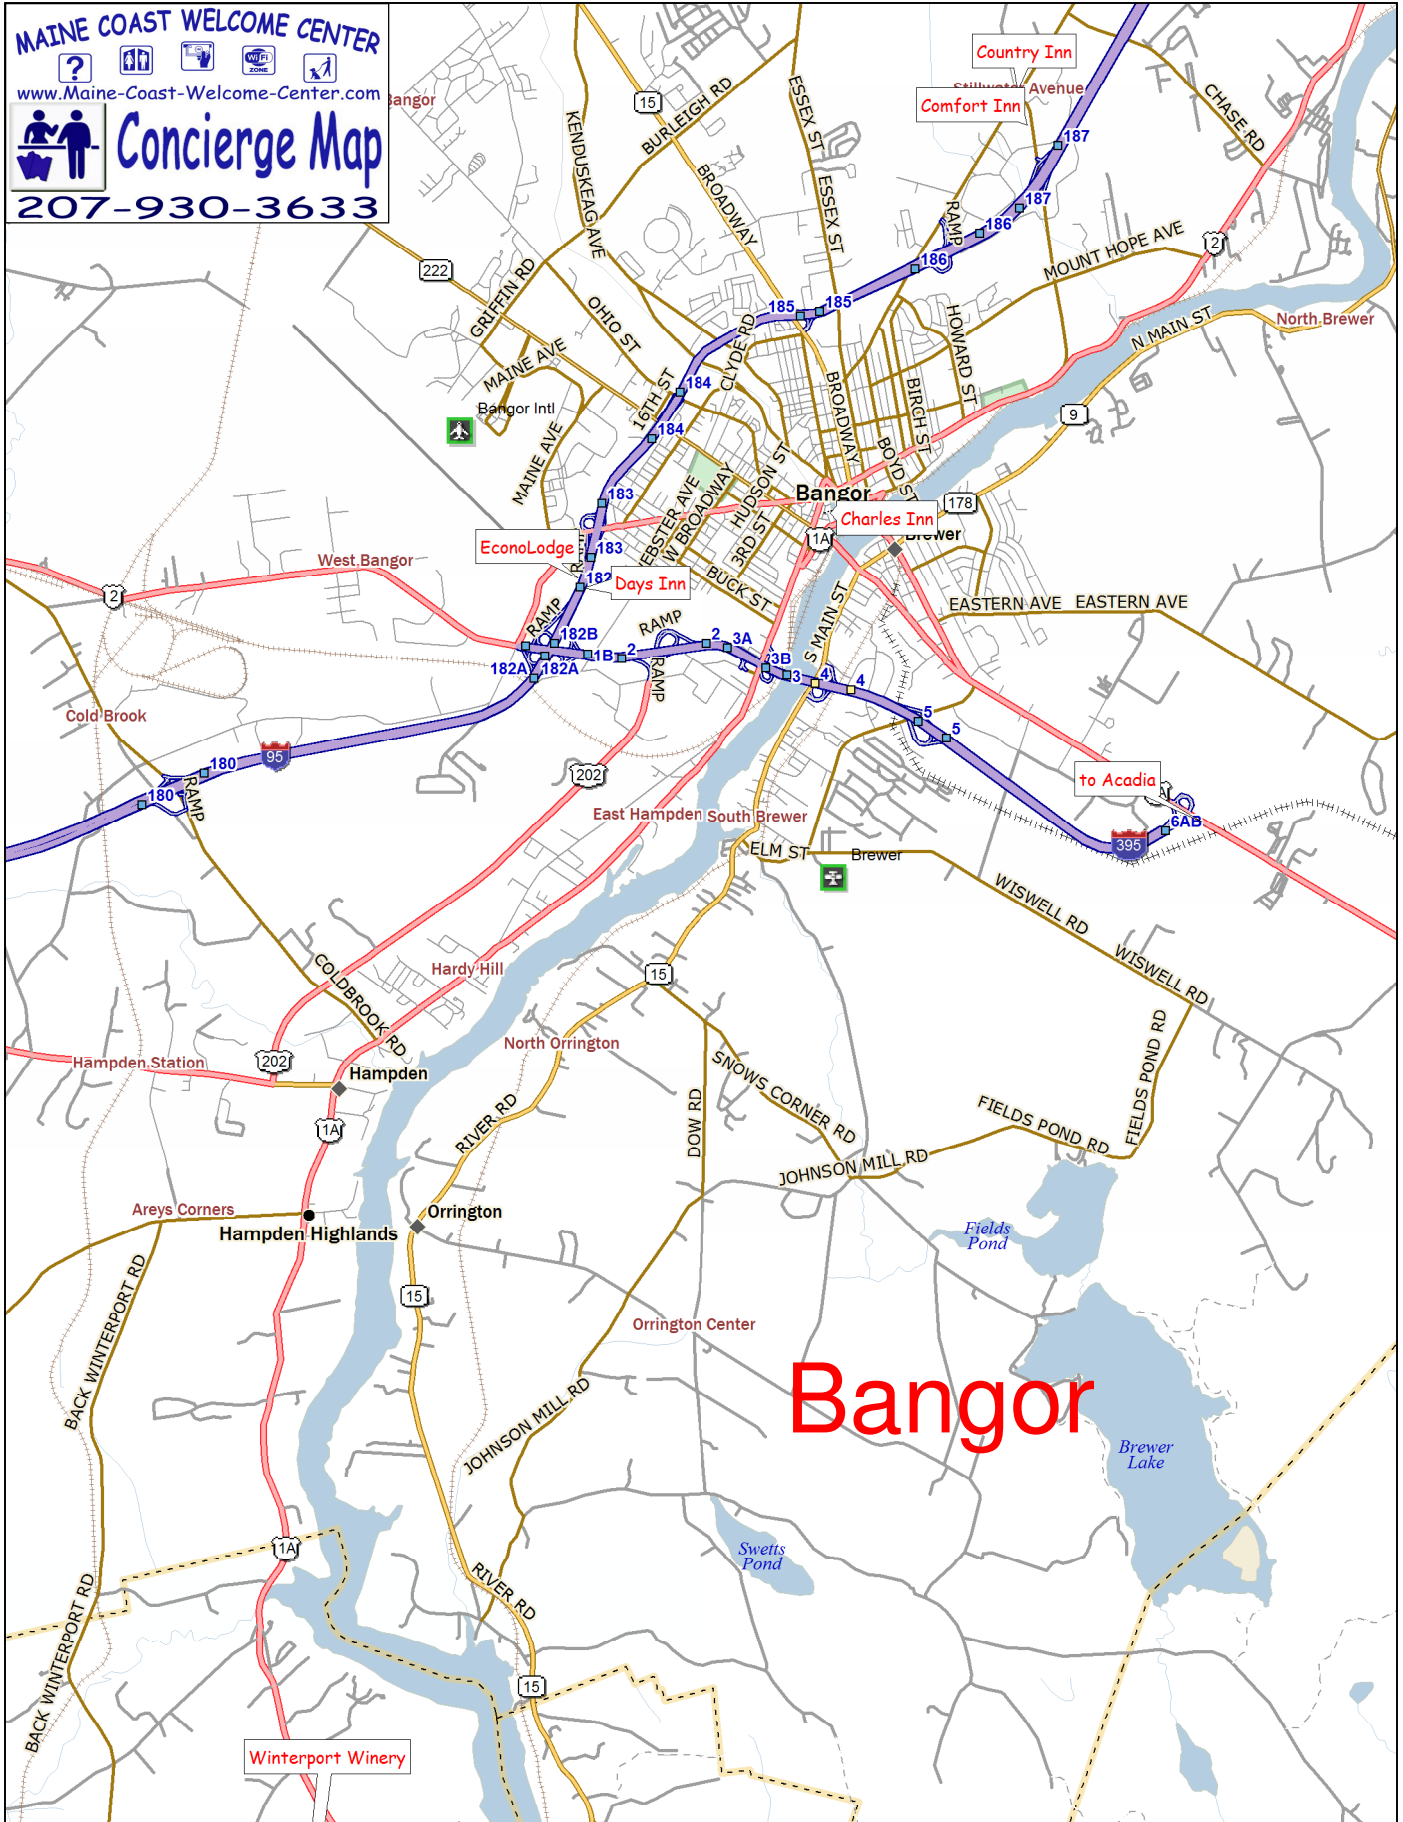 MAINE COAST WELCOME CENTER
?
WiFi
ZONE
www.Maine-Coast-Welcome-Center.com
Concierge Map
207-930-3633
Bangor
Country Inn
Stillwater Avenue
Comfort Inn
15
BURLEIGH RD
ESSEX ST
CHASE RD
KENDUSKEAG AVE
BROADWAY
ESSEX ST
187
187
RAMP
186
186
MOUNT HOPE AVE
2
222
GRIFFIN RD
OHIO ST
185
185
CLYDE RD
HOWARD ST
N MAIN ST
North Brewer
MAINE AVE
16TH ST
184
184
BROADWAY
BIRCH ST
9
Bangor Intl
MAINE AVE
BOYD ST
HUDSON ST
W BROADWAY
3RD ST
Bangor
183
178
Charles Inn
1A
Brewer
EconoLodge
183
West Bangor
182
Days Inn
BUCK ST
2
EASTERN AVE
EASTERN AVE
RAMP
RAMP
S MAIN ST
182B
1B
2
2
3A
3B
3
4
4
182A
182A
RAMP
5
5
Cold Brook
95
180
180
RAMP
202
to Acadia
East Hampden
South Brewer
6AB
395
ELM ST
Brewer
WISWELL RD
WISWELL RD
COLDBROOK RD
Hardy Hill
15
FIELDS POND RD
North Orrington
Hampden Station
202
Hampden
SNOWS CORNER RD
DOW RD
RIVER RD
1A
FIELDS POND RD
JOHNSON MILL RD
Areys Corners
Hampden Highlands
Orrington
Fields
Pond
BACK WINTERPORT RD
15
Orrington Center
Bangor
JOHNSON MILL RD
Brewer
Lake
1A
Swetts
Pond
RIVER RD
BACK WINTERPORT RD
15
Winterport Winery